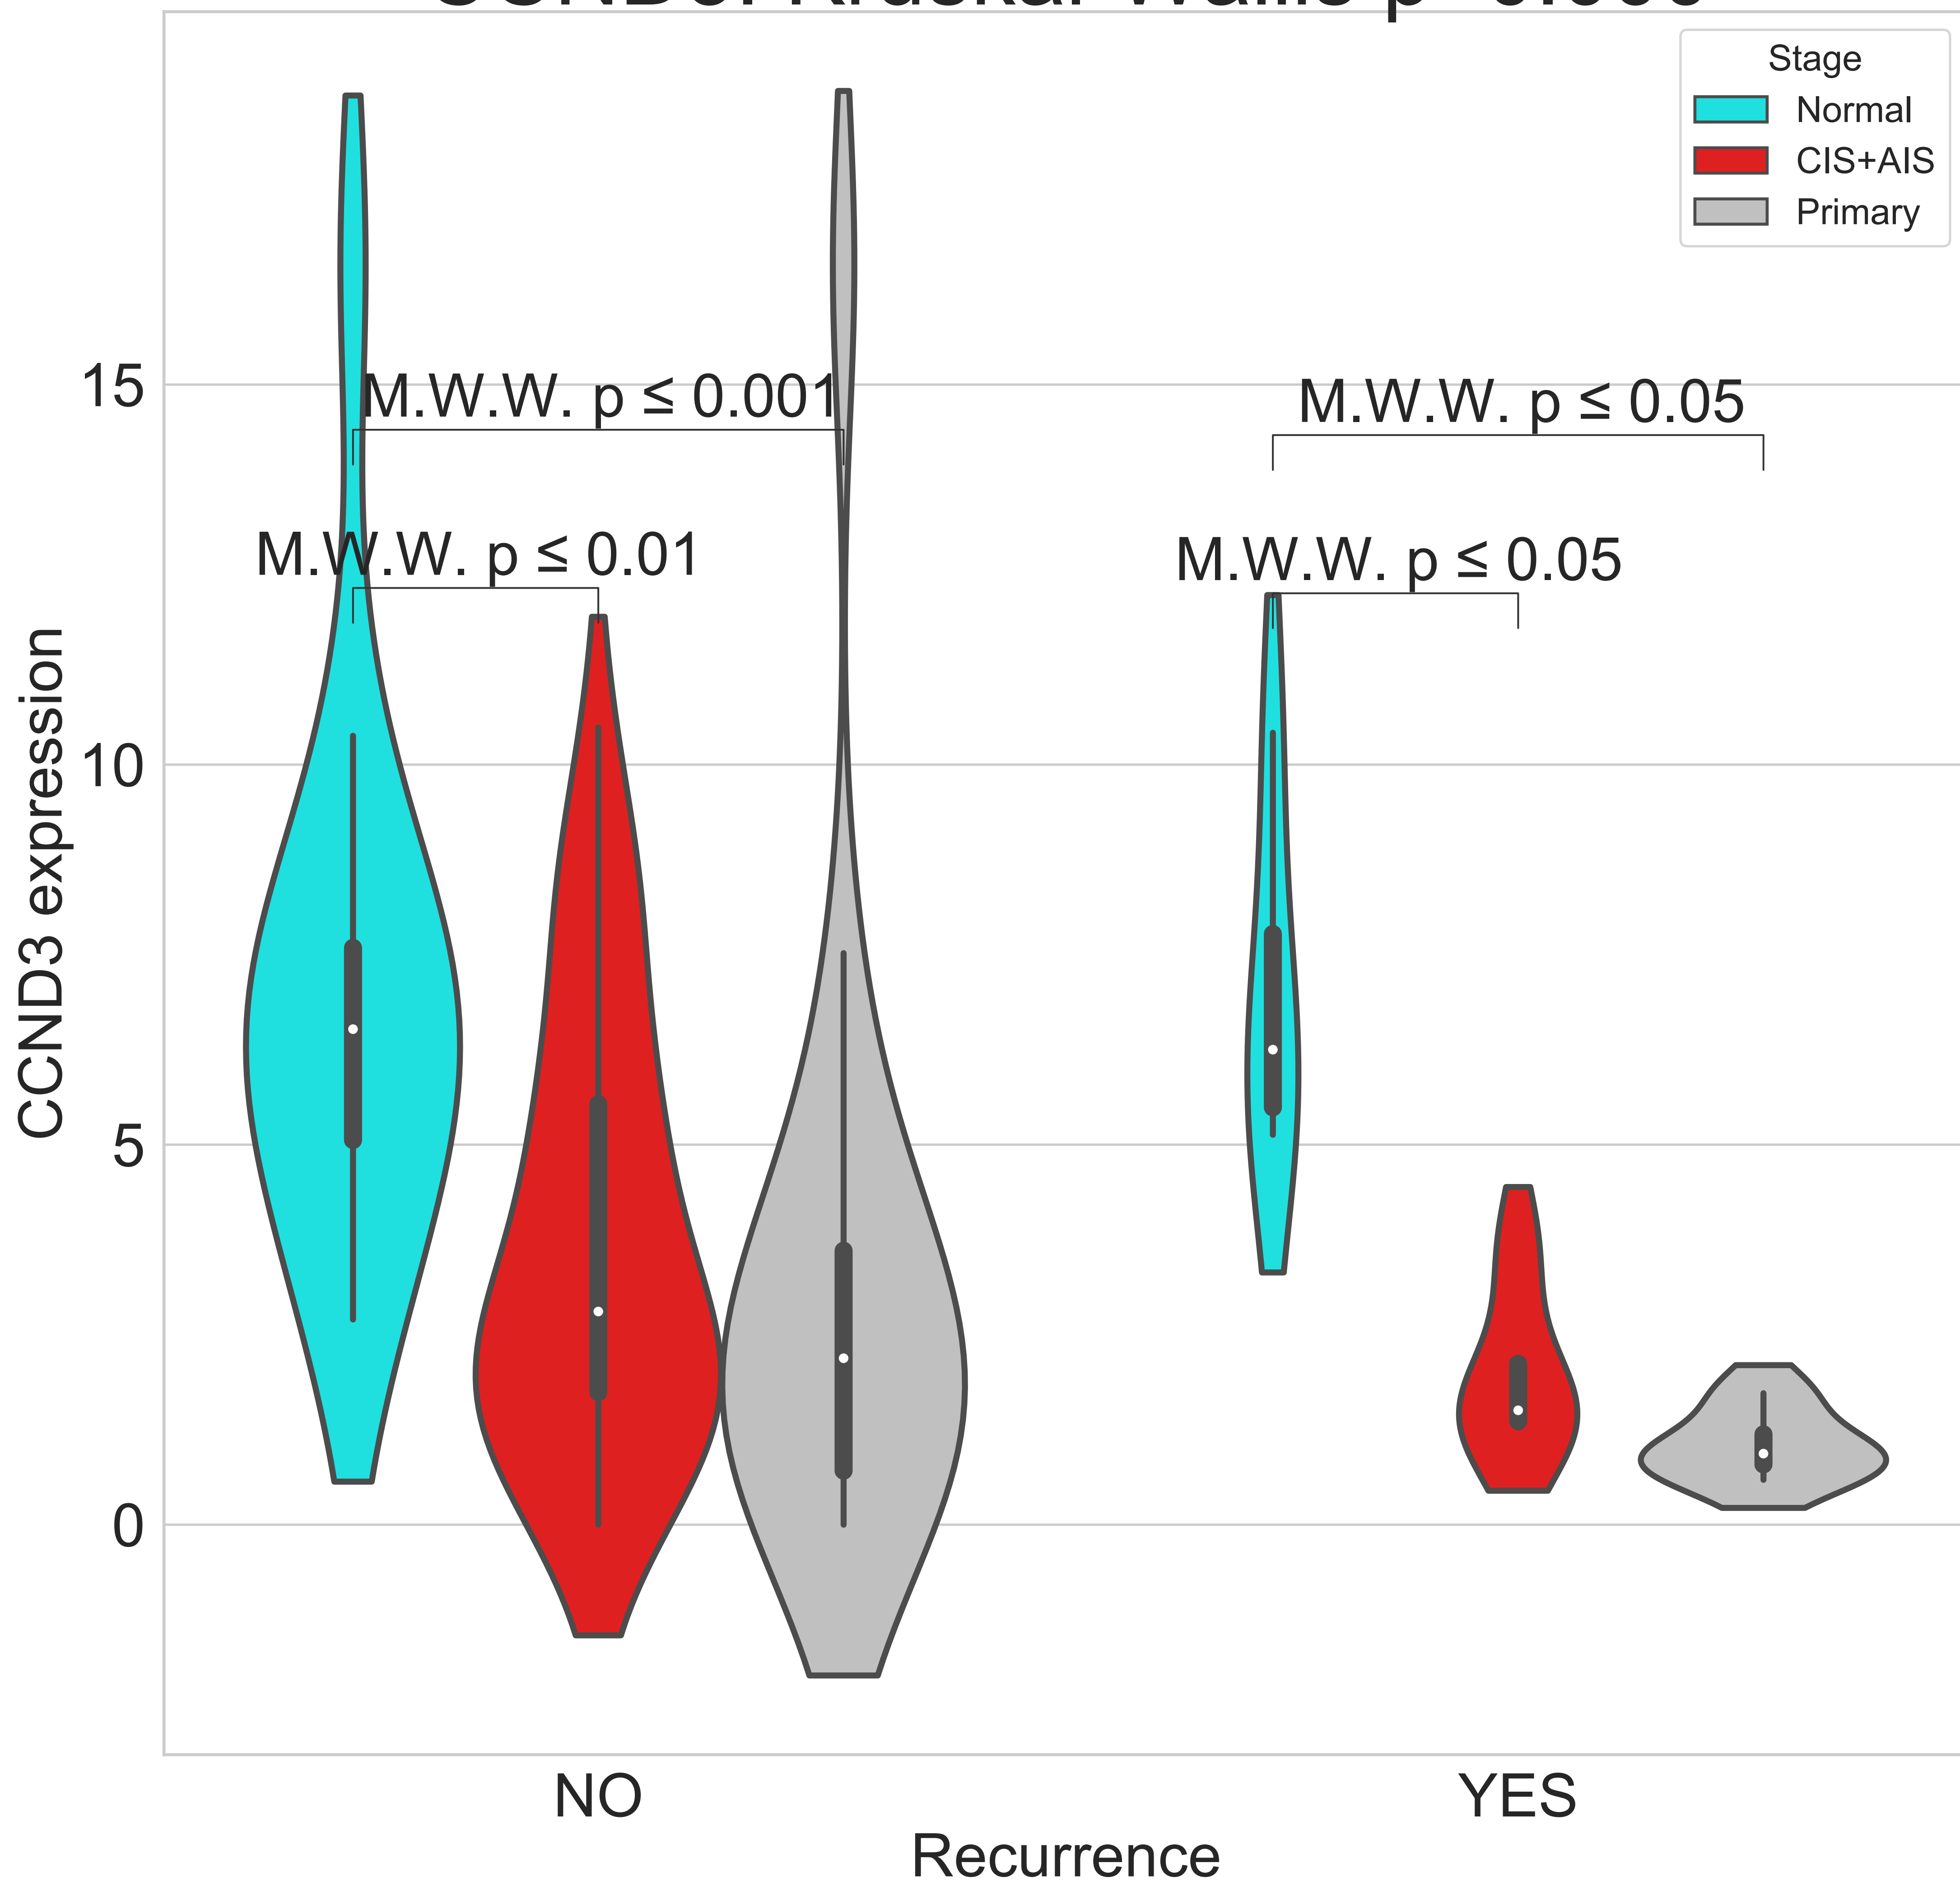 Stage
Normal
CIS+AIS
Primary
M.W.W. p ≤ 0.001
M.W.W. p ≤ 0.05
M.W.W. p ≤ 0.01
M.W.W. p ≤ 0.05
15
10
5
0
CCND3 expression
NO
YES
Recurrence